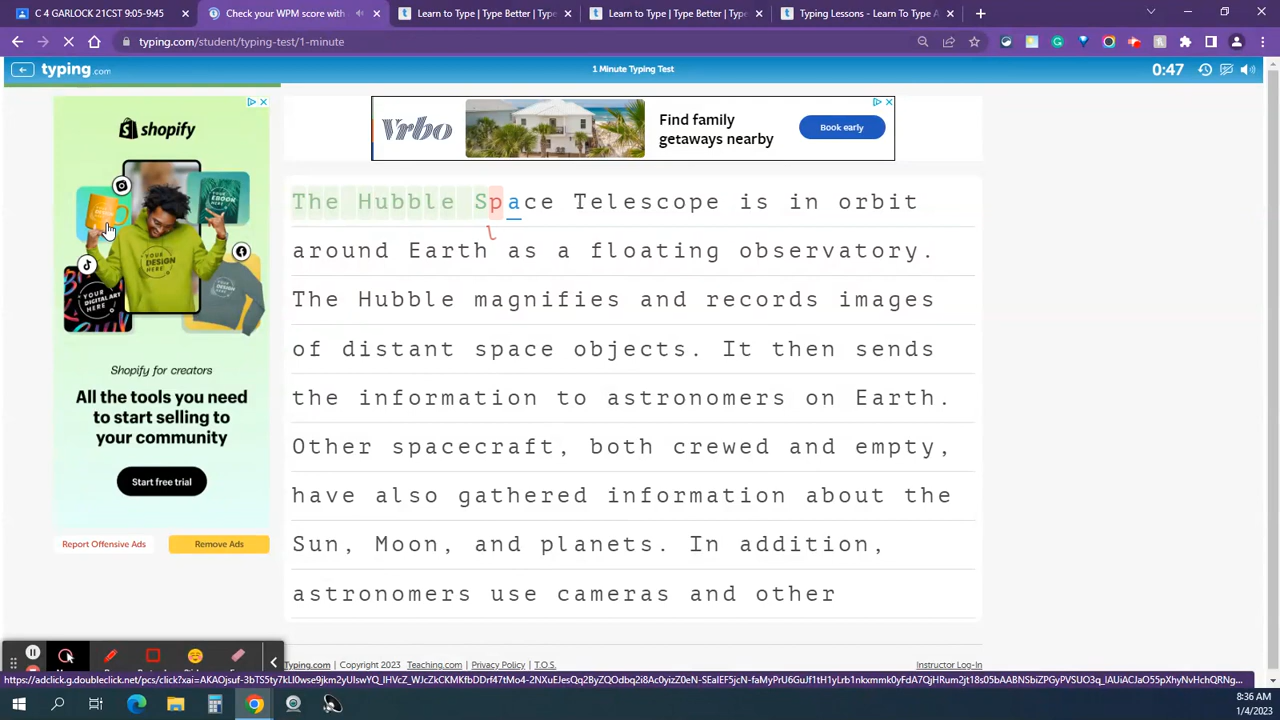 C 4 GARLOCK 21CST 9:05-9:45
Check your WPM score with
Learn to Type | Type Better |
Learn to Type | Type Better |
Typing Lessons - Learn To Type
typing.com/student/typing-test/1-minute
typing.com
1 Minute Typing Test
0:47
shopify
Shopify for creators
All the tools you need
to start selling to
your community
Start free trial
Report Offensive Ads
Remove Ads
Vrbo
Find family
getaways nearby
Book early
The Hubble Space Telescope is in orbit
around Earth as a floating observatory.
The Hubble magnifies and records images
of distant space objects. It then sends
the information to astronomers on Earth.
Other spacecraft, both crewed and empty,
have also gathered information about the
Sun, Moon, and planets. In addition,
astronomers use cameras and other
Typing.com | Copyright 2023 Teaching.com | Privacy Policy | T.O.S.
Instructor Log-In
8:36 AM
1/4/2023